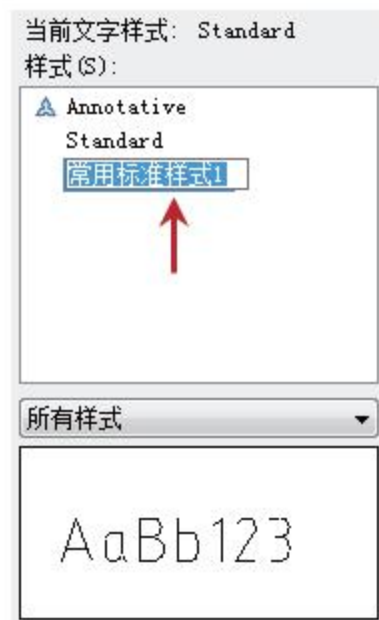 当前文字样式: Standard
样式(S):
Annotative
Standard
常用标准样式1
所有样式
AaBb123